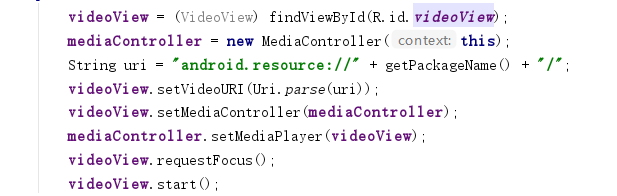 videoView = (VideoView) findViewById(R.id.videoView);
mediaController = new MediaController( context: this);
String uri = "android.resource://" + getPackageName() + "/";
videoView.setVideoURI(Uri.parse(uri));
videoView.setMediaController(mediaController);
mediaController.setMediaPlayer(videoView);
videoView.requestFocus();
videoView.start();